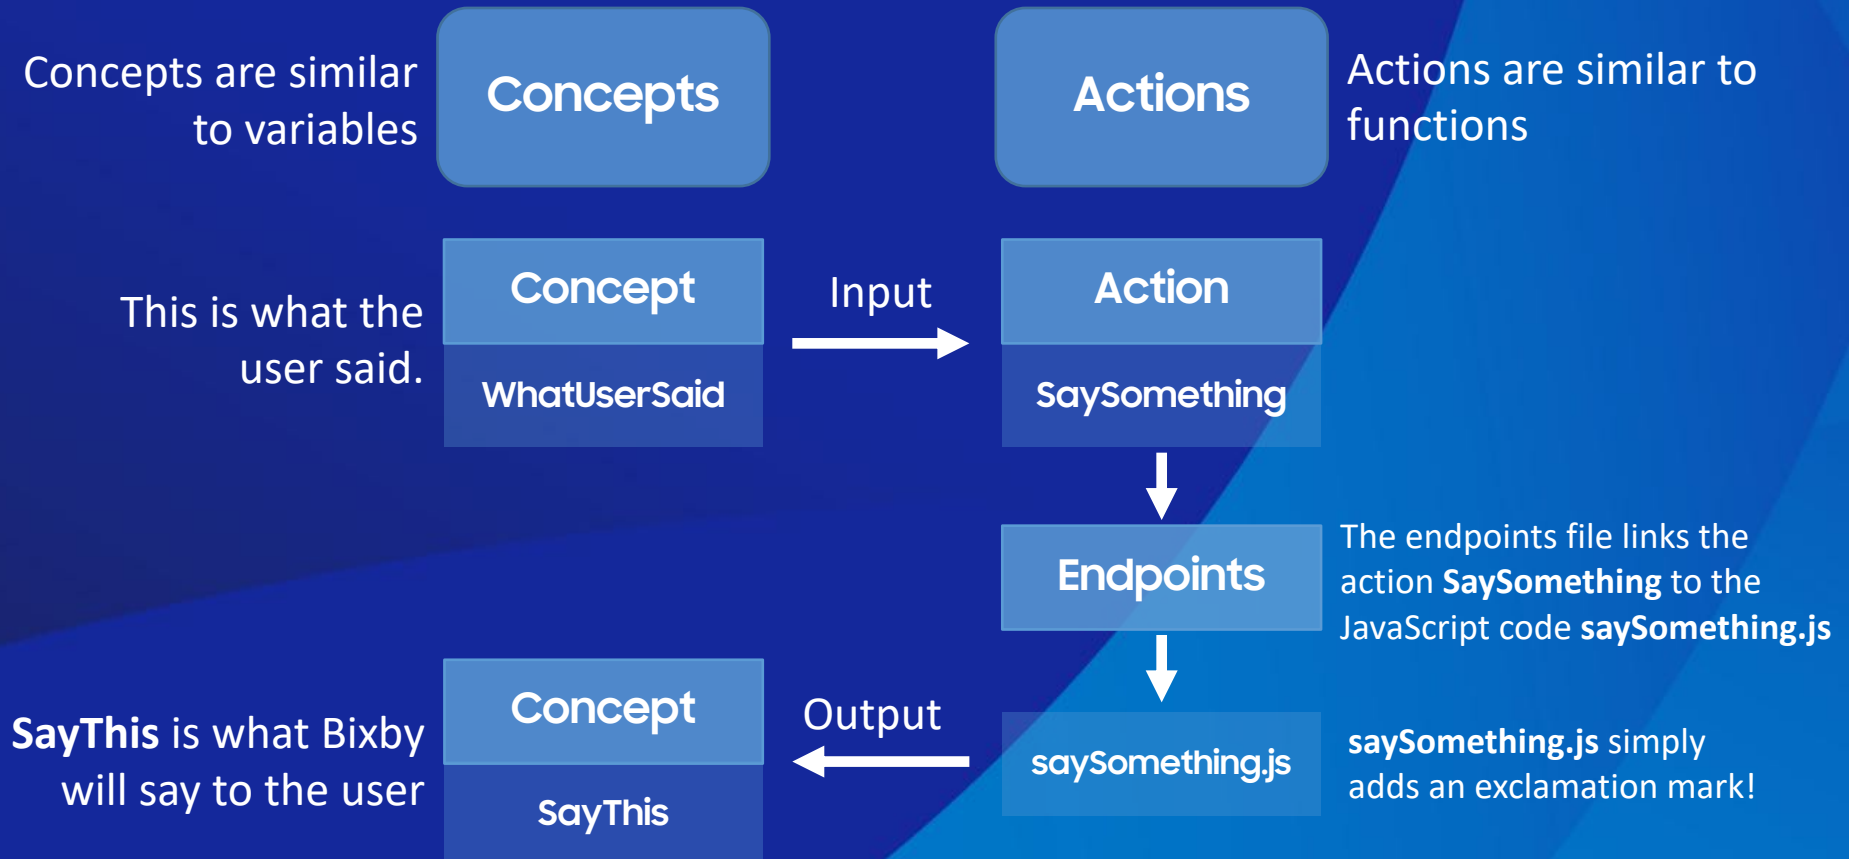 Concepts are similar
to variables
Concepts
Actions
Actions are similar to
functions
This is what the
user said.
Concept
WhatUserSaid
Input
Action
SaySomething
Endpoints
The endpoints file links the
action SaySomething to the
JavaScript code saySomething.js
SayThis is what Bixby
will say to the user
Concept
SayThis
Output
saySomething.js
saySomething.js simply
adds an exclamation mark!